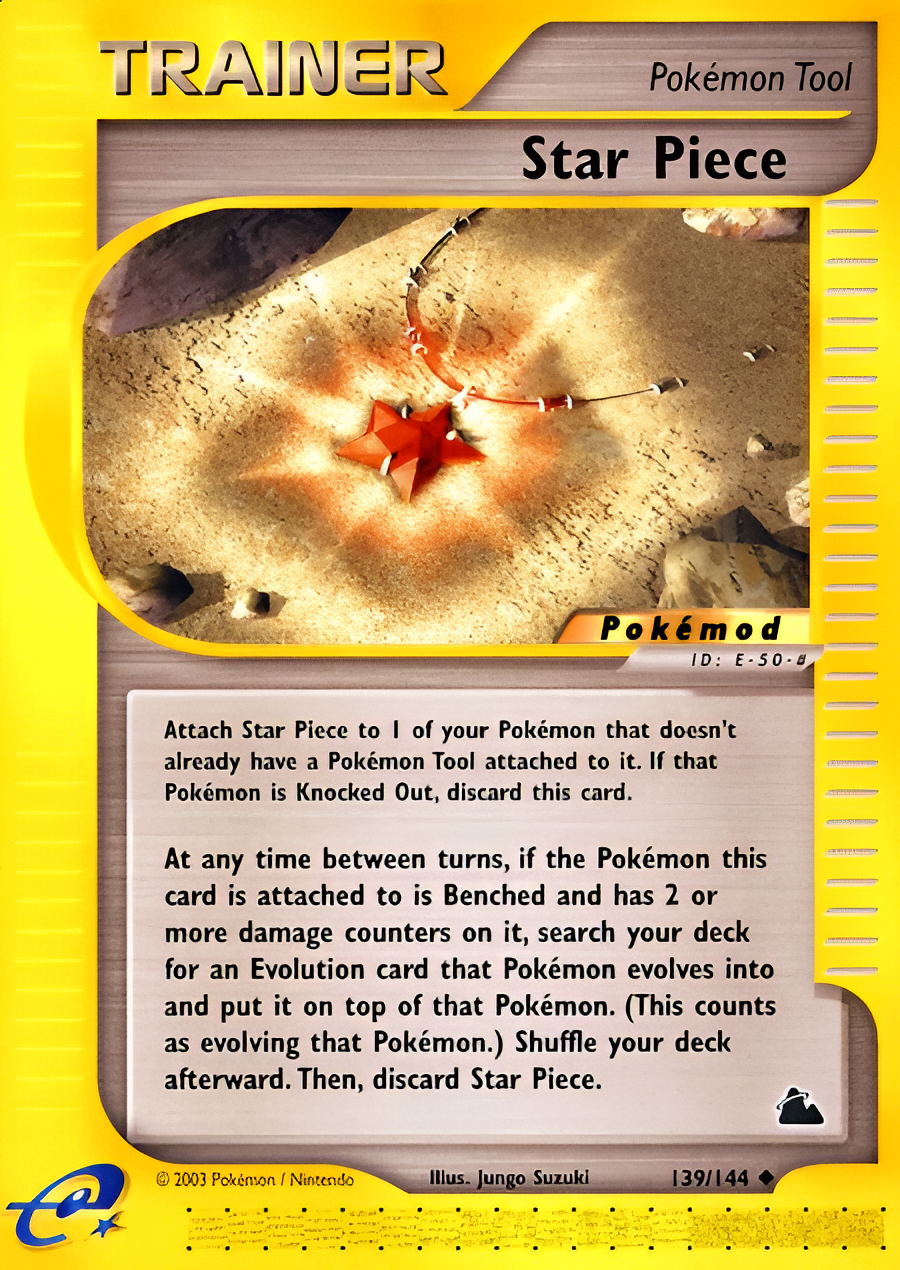 TRAINER
Pokémon Tool
Star Piece
Pokémod
ID: E-50-#
Attach Star Piece to 1 of your Pokémon that doesn't
already have a Pokémon Tool attached to it. If that
Pokémon is Knocked Out, discard this card.
At any time between turns, if the Pokémon this
card is attached to is Benched and has 2 or
more damage counters on it, search your deck
for an Evolution card that Pokémon evolves into
and put it on top of that Pokémon. (This counts
as evolving that Pokémon.) Shuffle your deck
afterward. Then, discard Star Piece.
© 2003 Pokémon / Nintendo
Illus. Jungo Suzuki
139/144
e